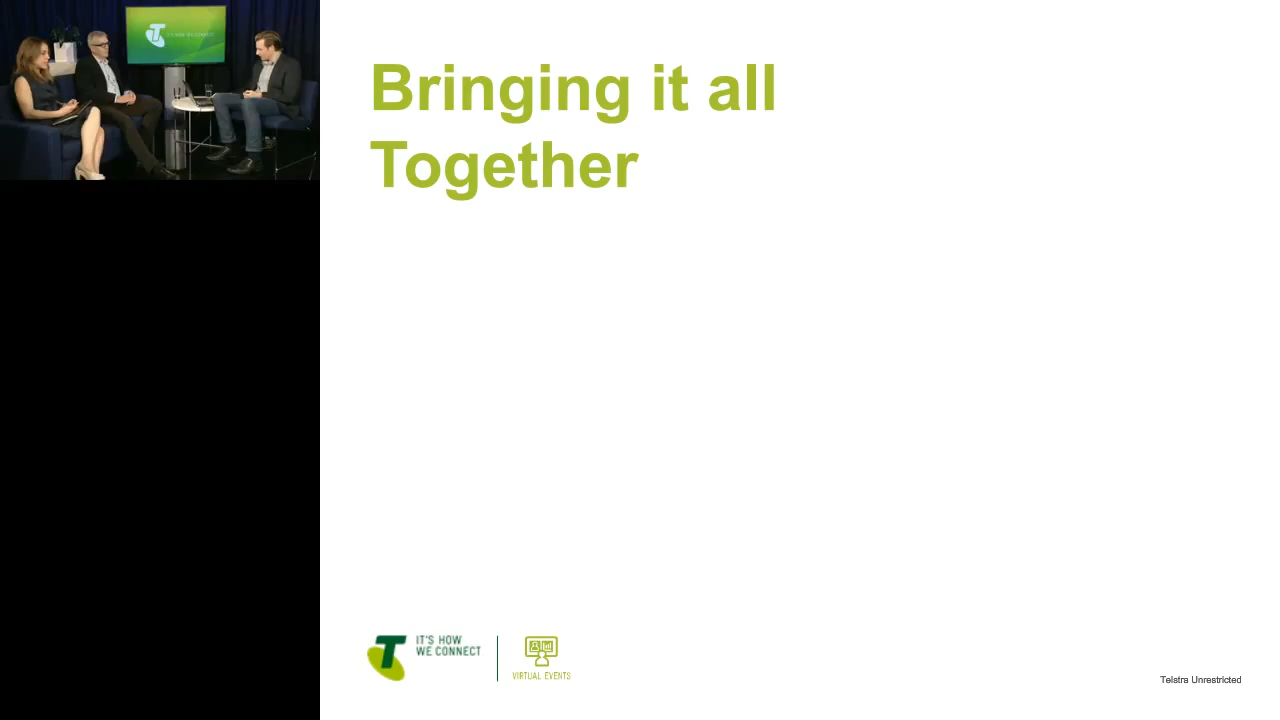 Bringing it all
Together
IT'S HOW
WE CONNECT
VIRTUAL EVENTS
Telstra Unrestricted